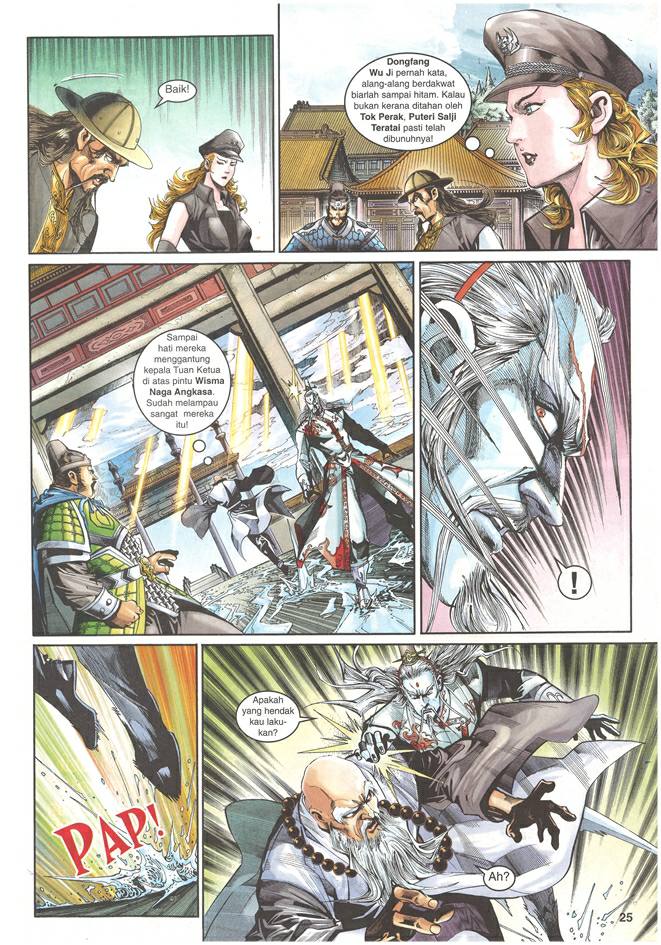 Baik!
Dongfang
Wu Ji pernah kata,
alang-alang berdakwat
biarlah sampai hitam. Kalau
bukan kerana ditahan oleh
Tok Perak, Puteri Salji
Teratai pasti telah
dibunuhnya!
Sampai
hati mereka
menggantung
kepala Tuan Ketua
di atas pintu Wisma
Naga Angkasa.
Sudah melampau
sangat mereka
itu!
!
PAP!
Apakah
yang hendak
kau laku-
kan?
Ah?
25